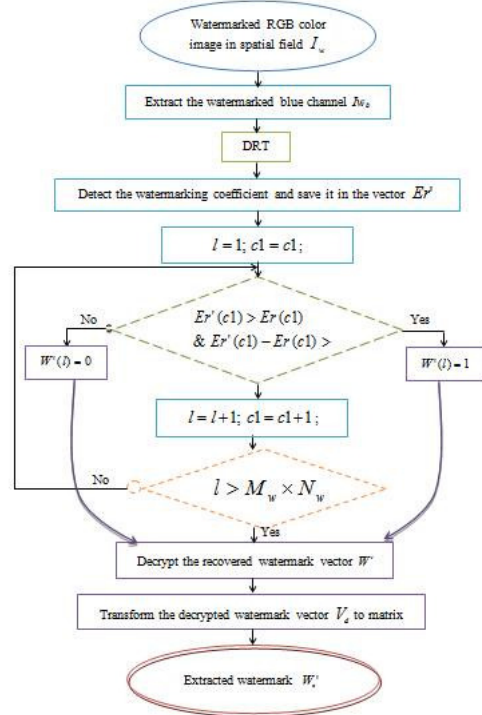 Watermarked RGB color
image in spatial field I_w
Extract the watermarked blue channel Iw_b
DRT
Detect the watermarking coefficient and save it in the vector Er'
l = 1; c1 = c1;
Er'(c1) > Er(c1)
& Er'(c1) − Er(c1) >
No
Yes
W'(l) = 0
W'(l) = 1
l = l+1; c1 = c1+1;
l > M_w × N_w
No
Yes
Decrypt the recovered watermark vector W'
Transform the decrypted watermark vector V_d to matrix
Extracted watermark W_e'